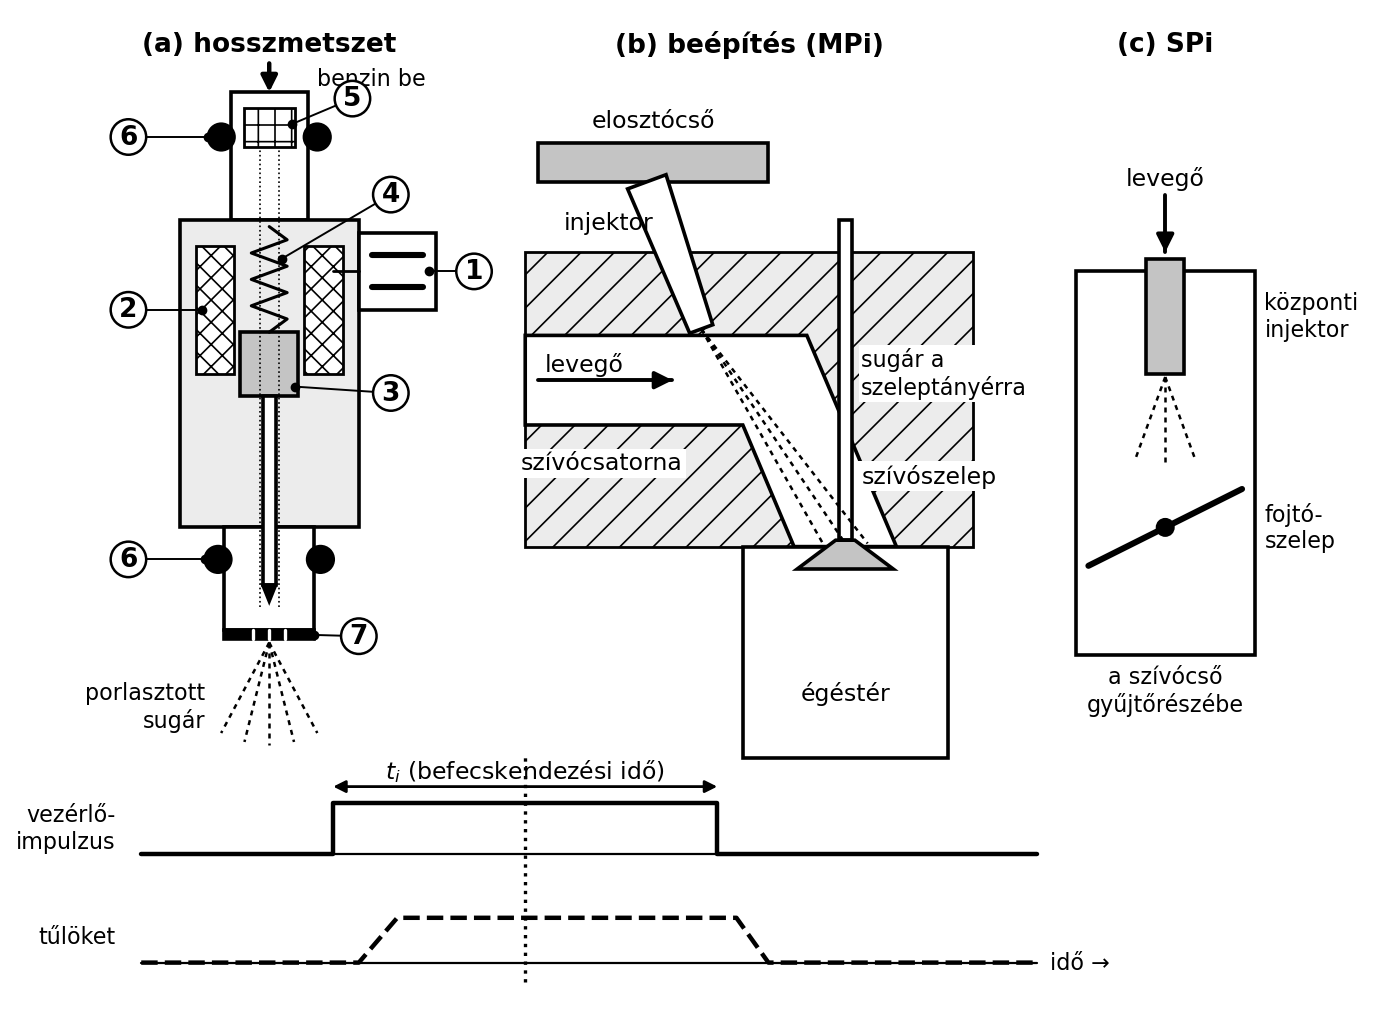 (a) hosszmetszet
benzin be
5
6
4
1
2
3
6
7
porlasztott
sugár
(b) beépítés (MPi)
elosztócső
injektor
levegő
sugár a
szeleptányérra
szívócsatorna
szívószelep
égéstér
(c) SPi
levegő
központi
injektor
fojtó-
szelep
a szívócső
gyűjtőrészébe
t_i (befecskendezési idő)
vezérlő-
impulzus
tűlöket
idő →